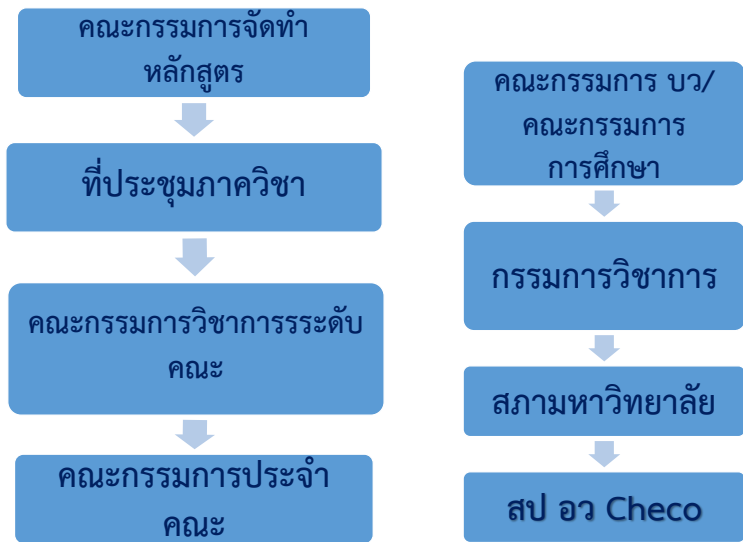 คณะกรรมการจัดทำ
หลักสูตร
ที่ประชุมภาควิชา
คณะกรรมการวิชาการรระดับ
คณะ
คณะกรรมการประจำ
คณะ
คณะกรรมการ บว/
คณะกรรมการ
การศึกษา
กรรมการวิชาการ
สภามหาวิทยาลัย
สป อว Checo